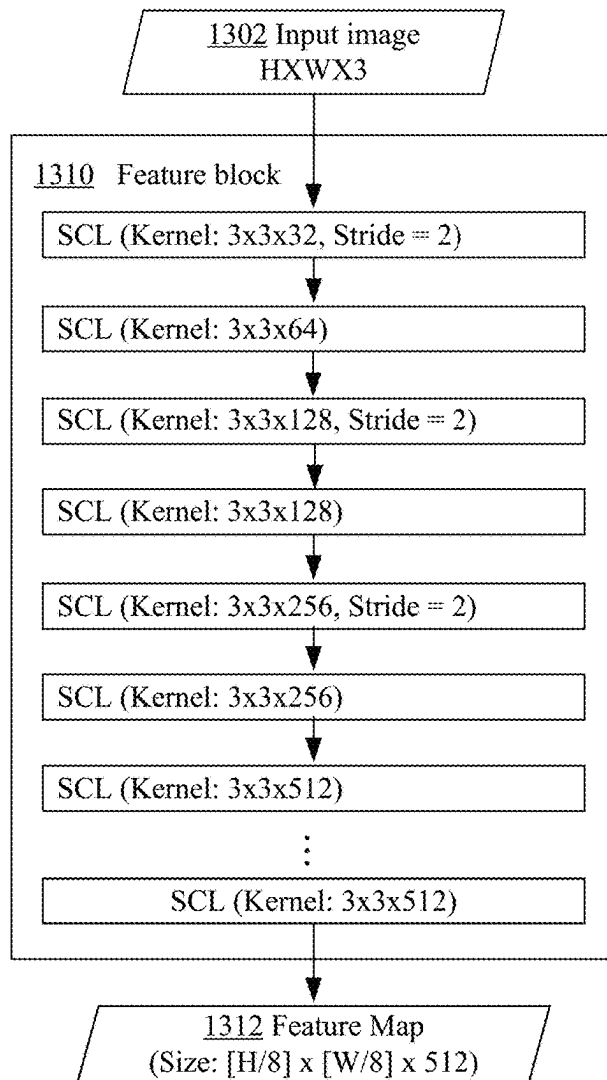 1302 Input image
HXWX3
1310 Feature block
SCL (Kernel: 3x3x32, Stride = 2)
SCL (Kernel: 3x3x64)
SCL (Kernel: 3x3x128, Stride = 2)
SCL (Kernel: 3x3x128)
SCL (Kernel: 3x3x256, Stride = 2)
SCL (Kernel: 3x3x256)
SCL (Kernel: 3x3x512)
⋮
SCL (Kernel: 3x3x512)
1312 Feature Map
(Size: [H/8] x [W/8] x 512)